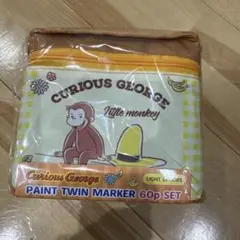 CURIOUS GEORGE
little monkey
Curious George
LIGHT COLORS
PAINT TWIN MARKER 60p SET